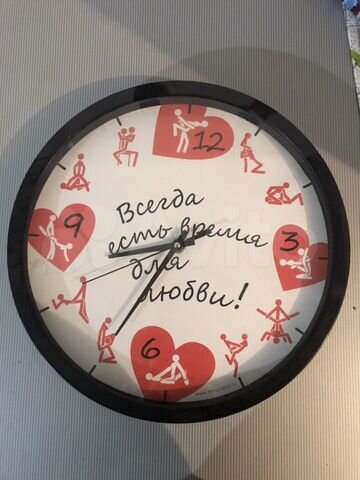 12
Всегда
есть время
для
любви!
9
3
6